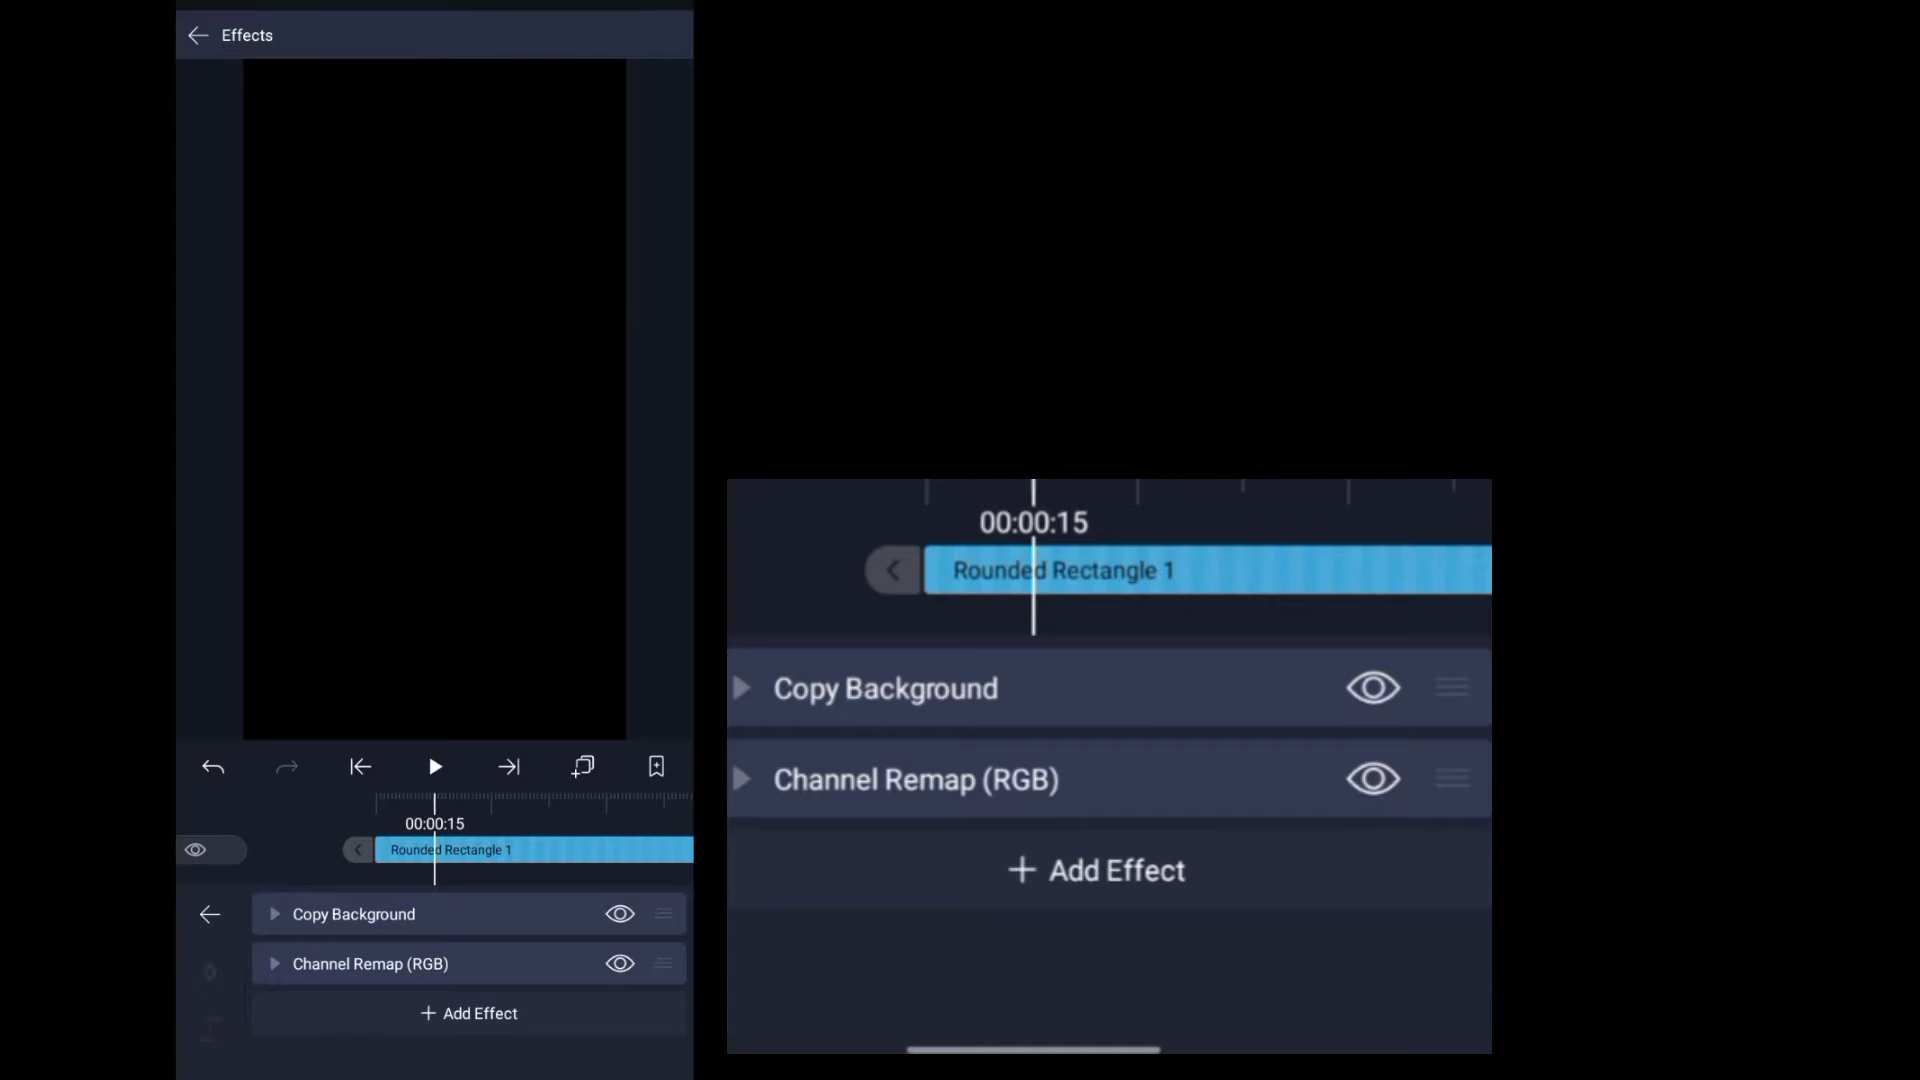 Effects
00:00:15
Rounded Rectangle 1
Copy Background
Channel Remap (RGB)
+ Add Effect
00:00:15
Rounded Rectangle 1
Copy Background
Channel Remap (RGB)
+ Add Effect